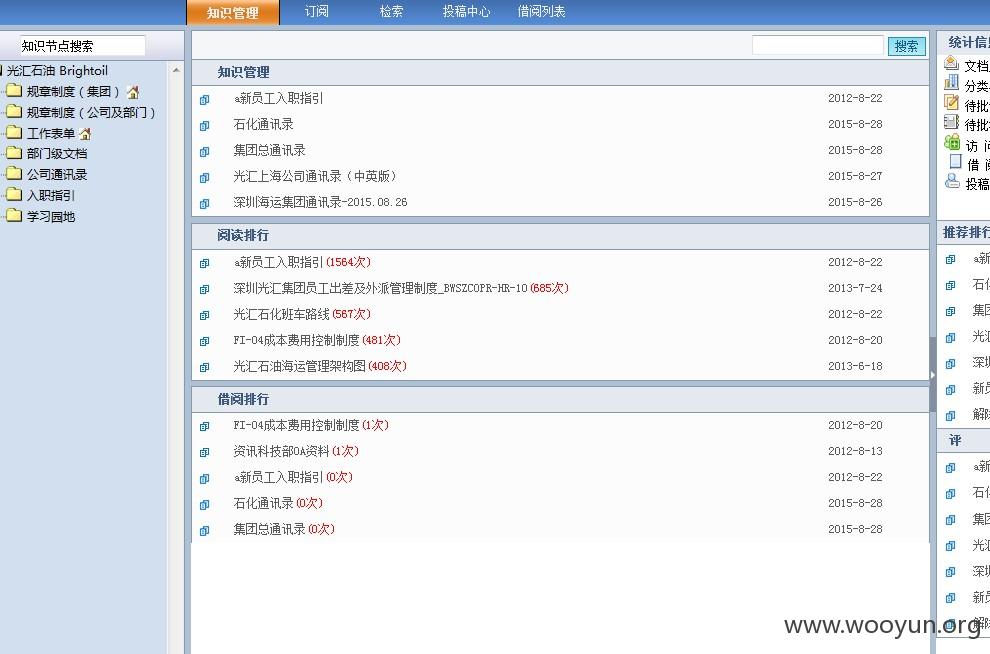 知识管理 订阅 检索 投稿中心 借阅列表
知识节点搜索
光汇石油 Brightoil
规章制度（集团）
规章制度（公司及部门）
工作表单
部门级文档
公司通讯录
入职指引
学习园地
搜索
知识管理
a新员工入职指引 2012-8-22
石化通讯录 2015-8-28
集团总通讯录 2015-8-28
光汇上海公司通讯录（中英版） 2015-8-27
深圳海运集团通讯录-2015.08.26 2015-8-26
阅读排行
a新员工入职指引(1564次) 2012-8-22
深圳光汇集团员工出差及外派管理制度_BWSZCOPR-HR-10(685次) 2013-7-24
光汇石化班车路线(567次) 2012-8-22
FI-04成本费用控制制度(481次) 2012-8-20
光汇石油海运管理架构图(408次) 2013-6-18
借阅排行
FI-04成本费用控制制度(1次) 2012-8-20
资讯科技部OA资料(1次) 2012-8-13
a新员工入职指引(0次) 2012-8-22
石化通讯录(0次) 2015-8-28
集团总通讯录(0次) 2015-8-28
统计信
文档
分类
待批
待批
访 问
借 阅
投稿
推荐排行
a新
石化
集团
光汇
深圳
新员
解
评
a新
石化
集团
光汇
深圳
新员
www.wooyun.org